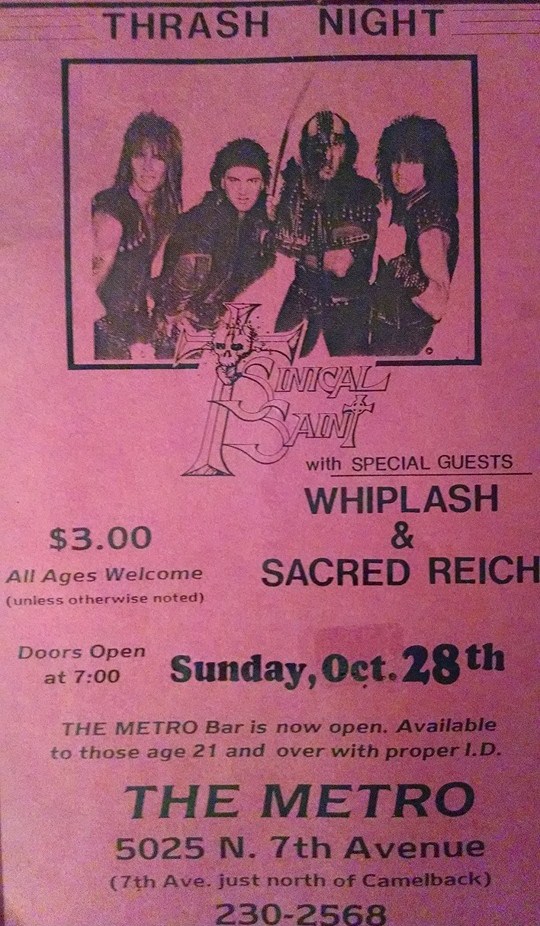 THRASH NIGHT
SINICAL
SAINT
with SPECIAL GUESTS
WHIPLASH
&
SACRED REICH
$3.00
All Ages Welcome
(unless otherwise noted)
Doors Open
at 7:00
Sunday, Oct. 28th
THE METRO Bar is now open. Available
to those age 21 and over with proper I.D.
THE METRO
5025 N. 7th Avenue
(7th Ave. just north of Camelback)
230-2568